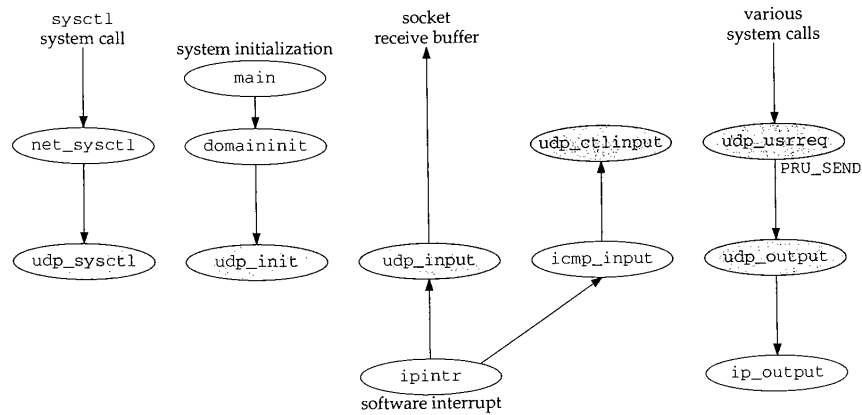 sysctl
system call
system initialization
main
net_sysctl
domaininit
udp_sysctl
udp_init
socket
receive buffer
udp_input
ipintr
software interrupt
udp_ctlinput
icmp_input
various
system calls
udp_usrreq
PRU_SEND
udp_output
ip_output